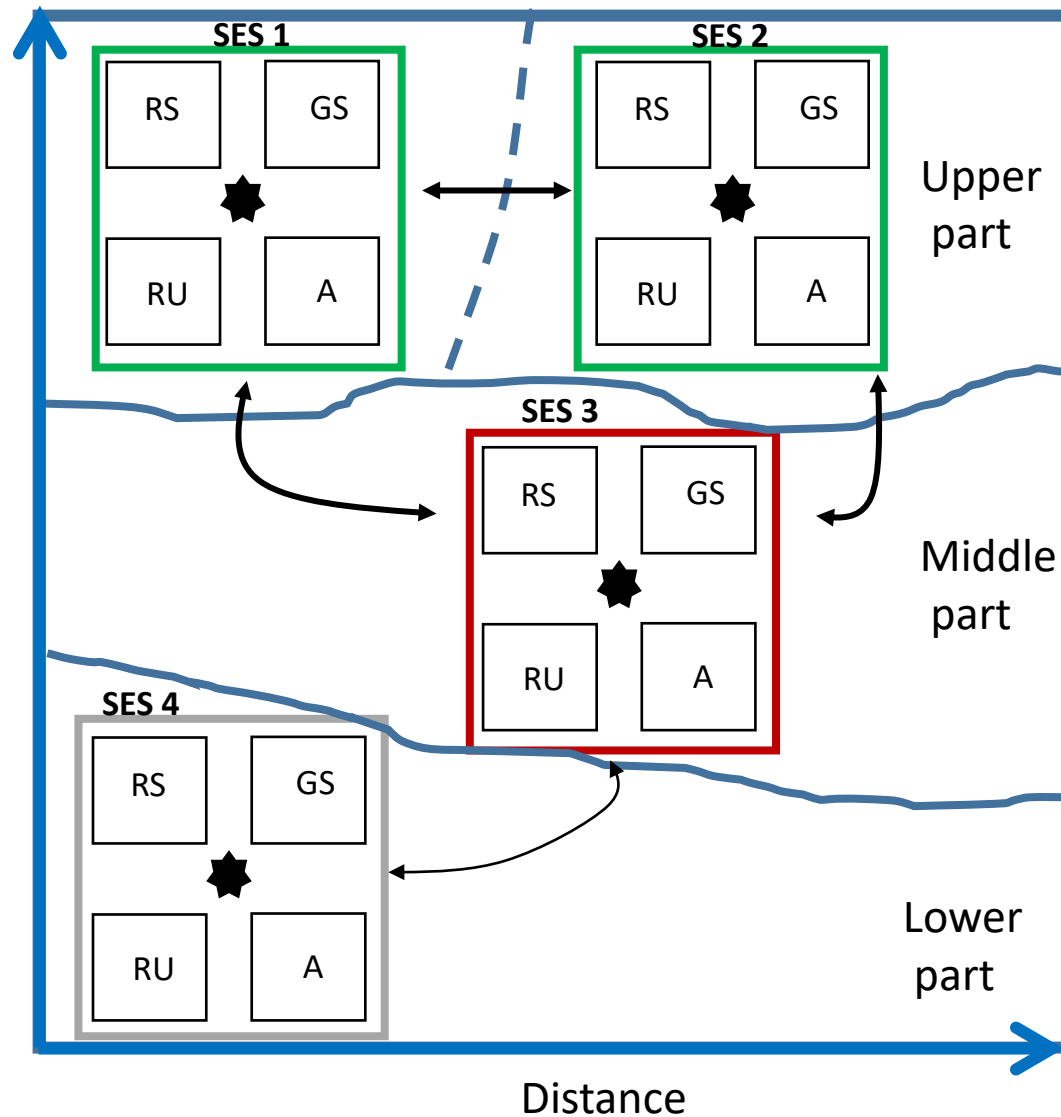 SES 1
SES 2
RS
GS
RS
GS
Upper
part
RU
A
RU
A
SES 3
RS
GS
Middle
part
RU
A
SES 4
RS
GS
Lower
part
RU
A
Distance